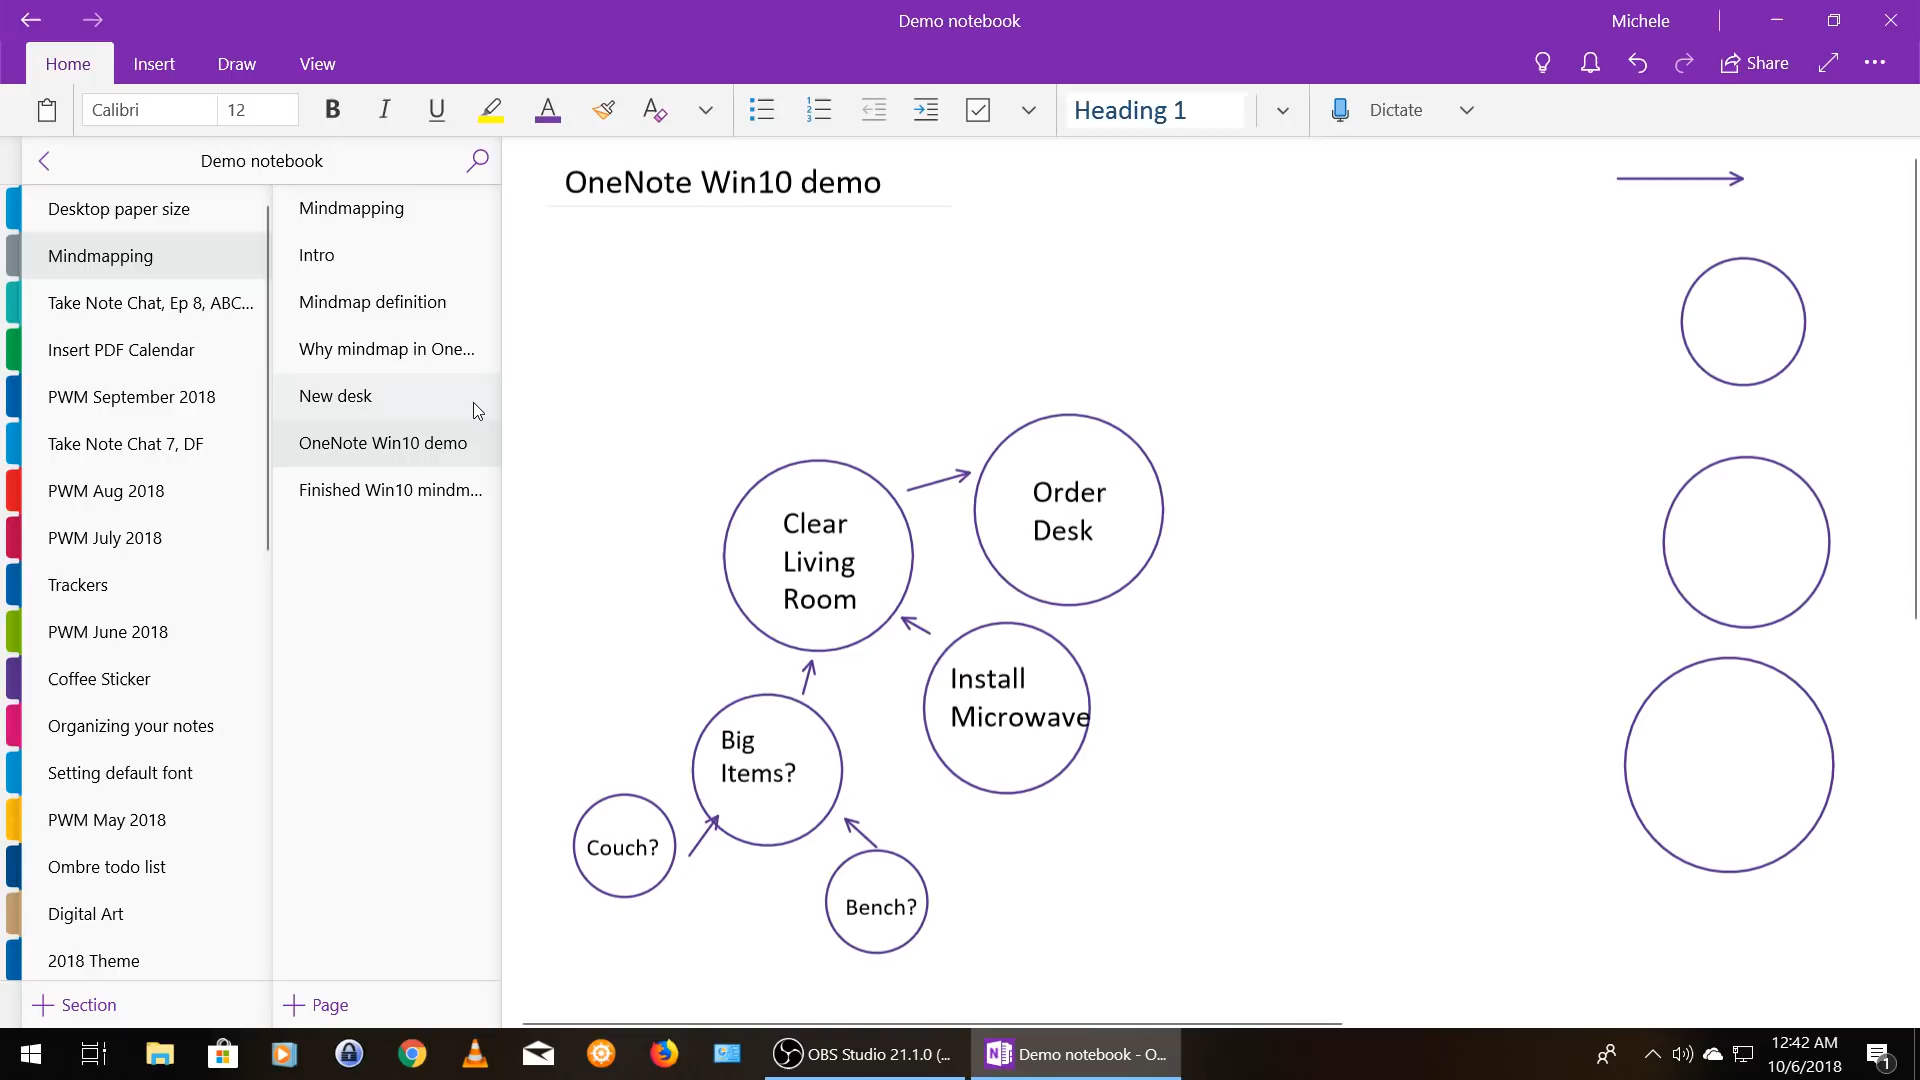 Demo notebook
Michele
Home
Insert
Draw
View
Share
Calibri
12
B
I
U
A
A
Heading 1
Dictate
Demo notebook
Desktop paper size
Mindmapping
Take Note Chat, Ep 8, ABC...
Insert PDF Calendar
PWM September 2018
Take Note Chat 7, DF
PWM Aug 2018
PWM July 2018
Trackers
PWM June 2018
Coffee Sticker
Organizing your notes
Setting default font
PWM May 2018
Ombre todo list
Digital Art
2018 Theme
Section
Mindmapping
Intro
Mindmap definition
Why mindmap in One...
New desk
OneNote Win10 demo
Finished Win10 mindm...
Page
OneNote Win10 demo
Order
Desk
Clear
Living
Room
Install
Microwave
Big
Items?
Couch?
Bench?
OBS Studio 21.1.0 (...
N
Demo notebook - O...
12:42 AM
10/6/2018
1